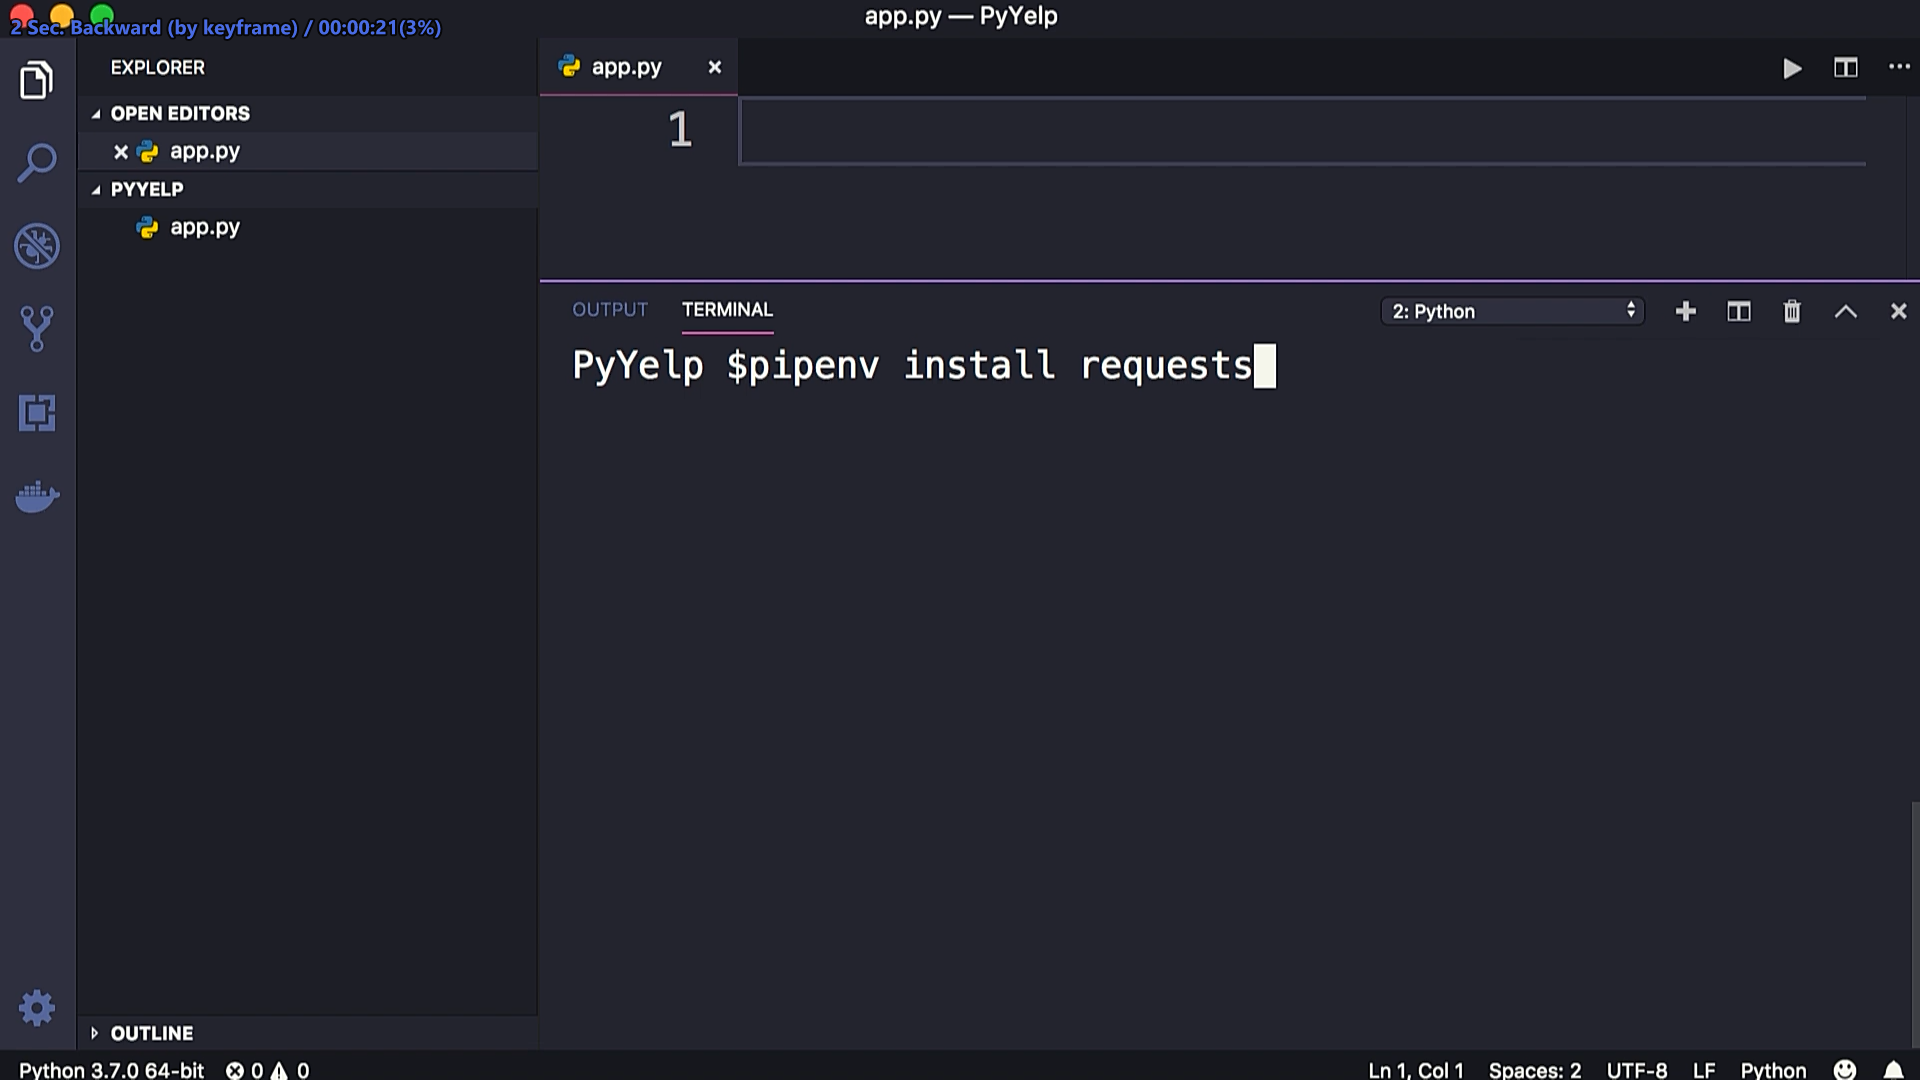 app.py — PyYelp
2 Sec. Backward (by keyframe) / 00:00:21(3%)
EXPLORER
OPEN EDITORS
app.py
PYYELP
app.py
OUTLINE
app.py
1
OUTPUT TERMINAL
2: Python
PyYelp $pipenv install requests
Python 3.7.0 64-bit 0 0
Ln 1, Col 1 Spaces: 2 UTF-8 LF Python